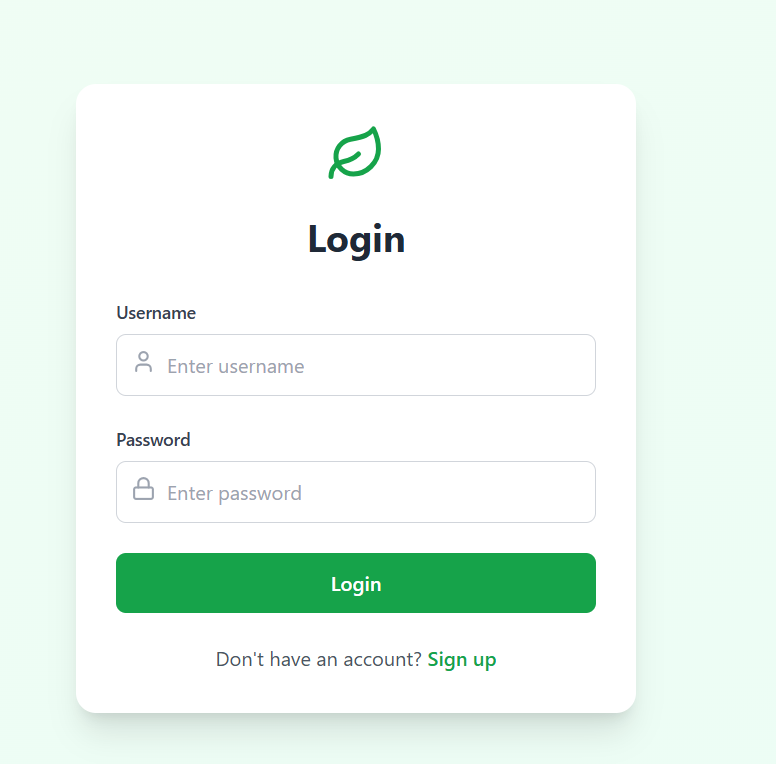 Login
Username
Enter username
Password
Enter password
Login
Don't have an account? Sign up